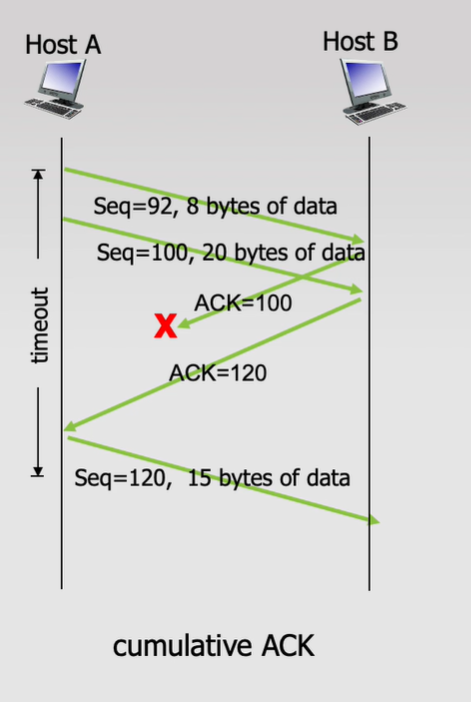 Host A
Host B
Seq=92, 8 bytes of data
Seq=100, 20 bytes of data
ACK=100
X
timeout
ACK=120
Seq=120, 15 bytes of data
cumulative ACK